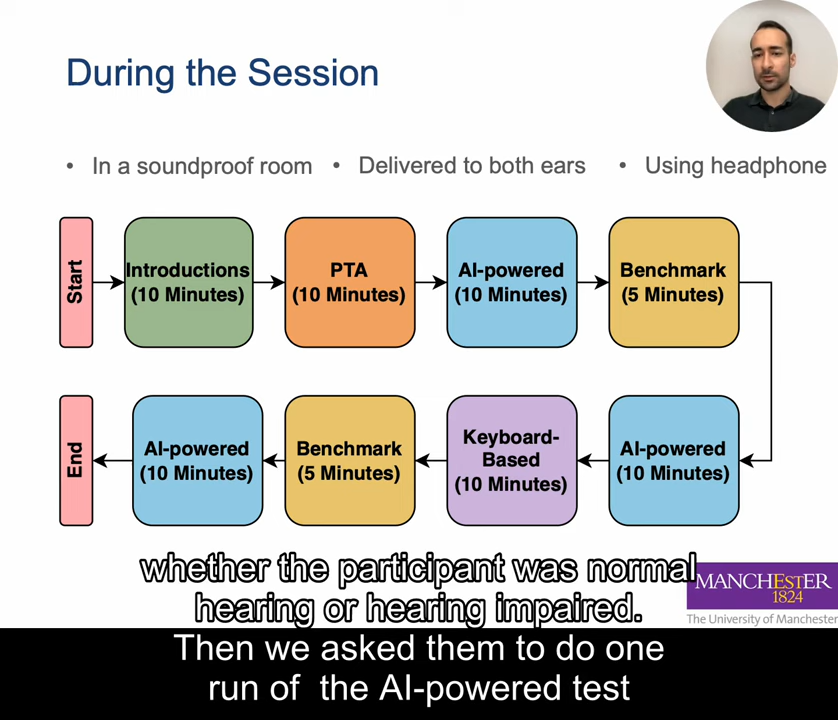 During the Session
• In a soundproof room • Delivered to both ears • Using headphone
Start
Introductions
(10 Minutes)
PTA
(10 Minutes)
AI-powered
(10 Minutes)
Benchmark
(5 Minutes)
End
AI-powered
(10 Minutes)
Benchmark
(5 Minutes)
Keyboard-
Based
(10 Minutes)
AI-powered
(10 Minutes)
whether the participant was normal
hearing or hearing impaired.
Then we asked them to do one
run of the AI-powered test
MANCHESTER
1824
The University of Manchester